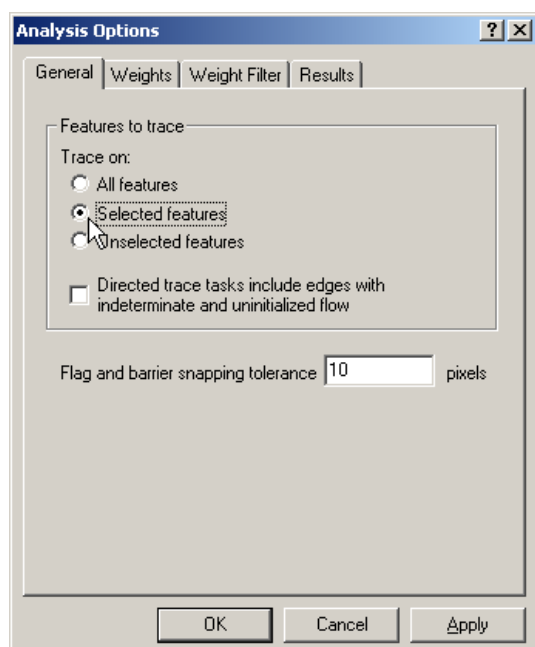 Analysis Options
General Weights Weight Filter Results
Features to trace
Trace on:
All features
Selected features
Unselected features
Directed trace tasks include edges with
indeterminate and uninitialized flow
Flag and barrier snapping tolerance 10 pixels
OK Cancel Apply